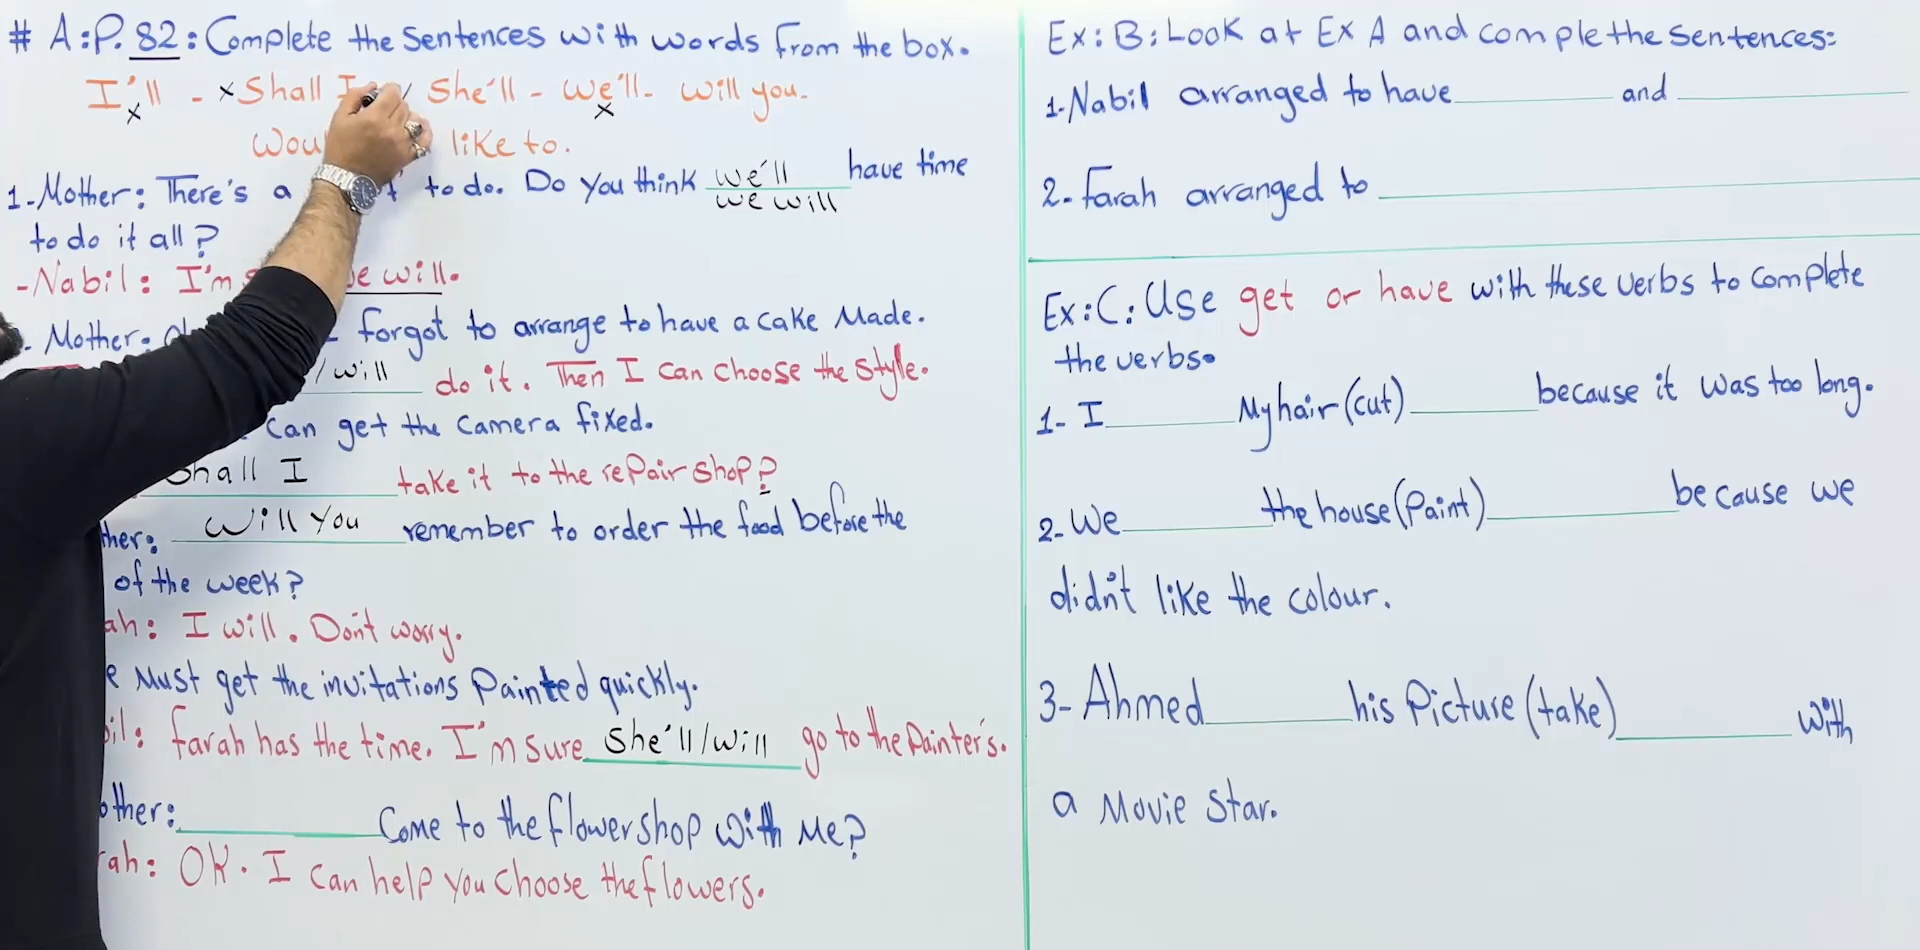 # A:P.82: Complete the sentences with words from the box.
I'll - Shall I She'll - we'll - will you -
like to.
1-Mother: There's a to do. Do you think we'll have time
we will
to do it all?
-Nabil: I'm we will.
Mother: forgot to arrange to have a cake Made.
/will do it. Then I can choose the style.
can get the camera fixed.
Shall I take it to the repair shop?
ther: Will You remember to order the food before the
of the week?
ah: I will. Don't worry.
e Must get the invitations Painted quickly.
bil: farah has the time. I'm sure she'll/will go to the Painter's.
other: Come to the flower shop with Me?
rah: OK. I can help you choose the flowers.
Ex:B: Look at Ex A and complete the sentences:
1-Nabil arranged to have and
2-farah arranged to
Ex:C: Use get or have with these verbs to complete
the verbs.
1- I My hair (cut) because it was too long.
2-We the house (Paint) because we
didn't like the colour.
3-Ahmed his Picture (take) with
a Movie Star.